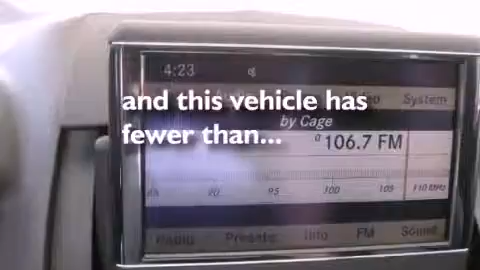 4:23
and this vehicle has
System
fewer than...
by Cage
106.7 FM
90 95 100 105 110 MHz
Radio Presets Info FM Sound